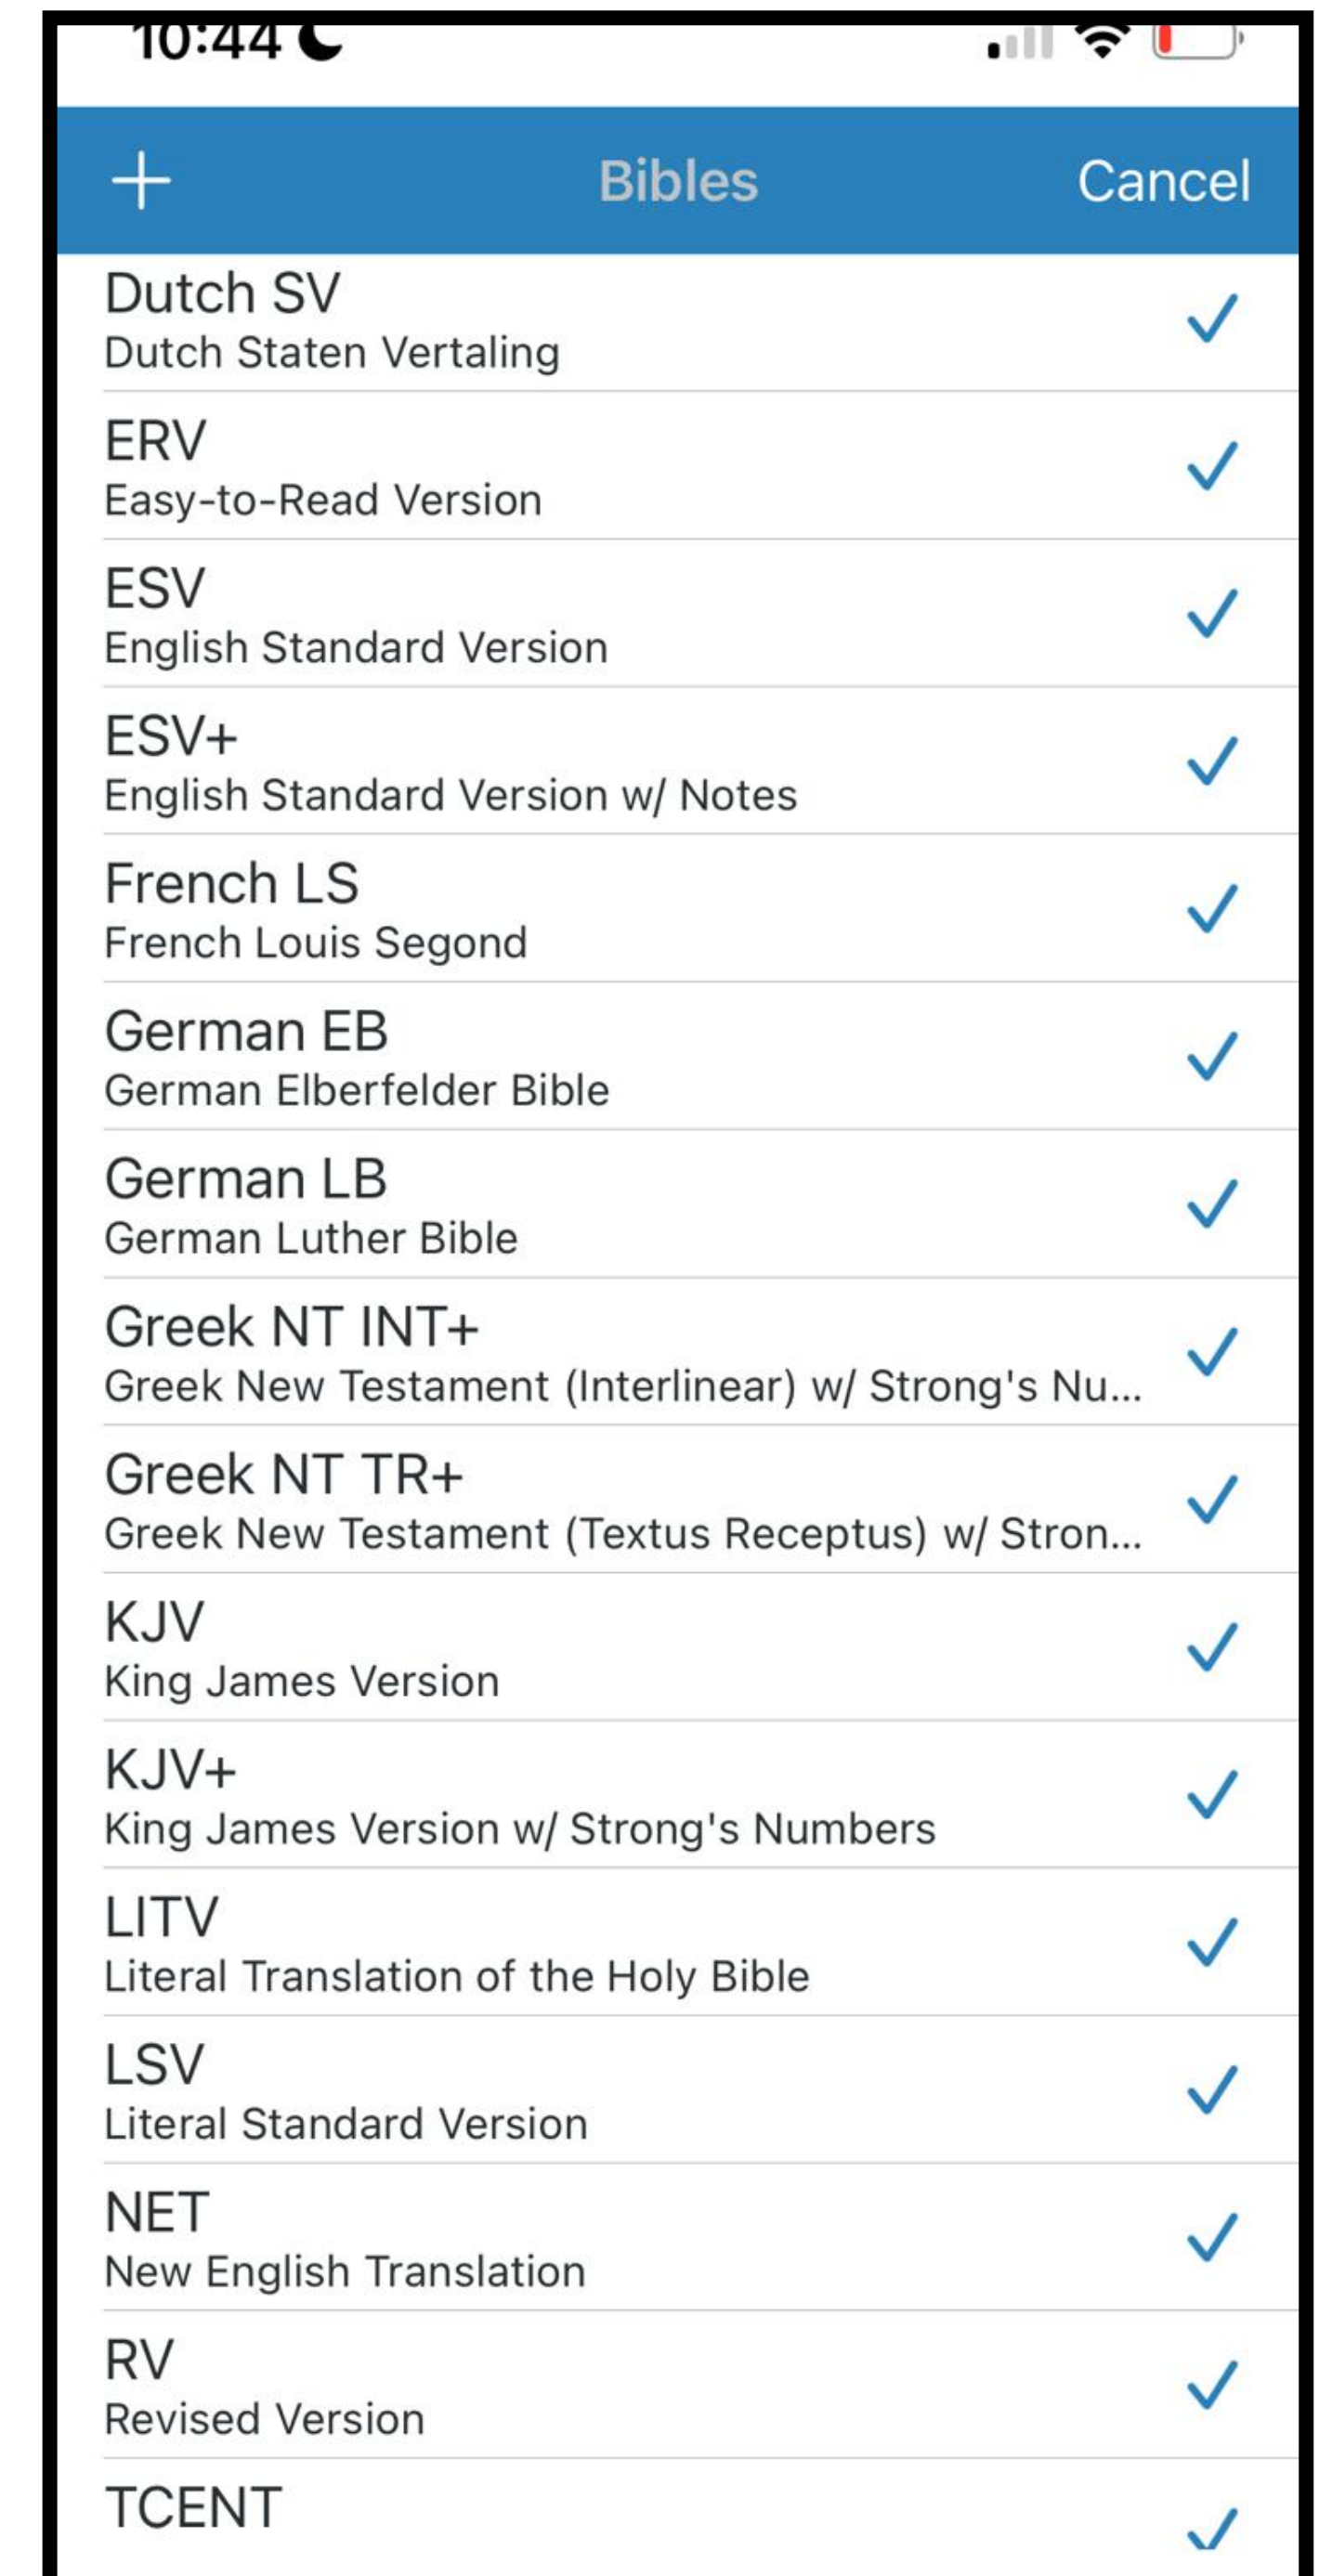 10:44
Bibles
Cancel
Dutch SV
Dutch Staten Vertaling
ERV
Easy-to-Read Version
ESV
English Standard Version
ESV+
English Standard Version w/ Notes
French LS
French Louis Segond
German EB
German Elberfelder Bible
German LB
German Luther Bible
Greek NT INT+
Greek New Testament (Interlinear) w/ Strong's Nu...
Greek NT TR+
Greek New Testament (Textus Receptus) w/ Stron...
KJV
King James Version
KJV+
King James Version w/ Strong's Numbers
LITV
Literal Translation of the Holy Bible
LSV
Literal Standard Version
NET
New English Translation
RV
Revised Version
TCENT